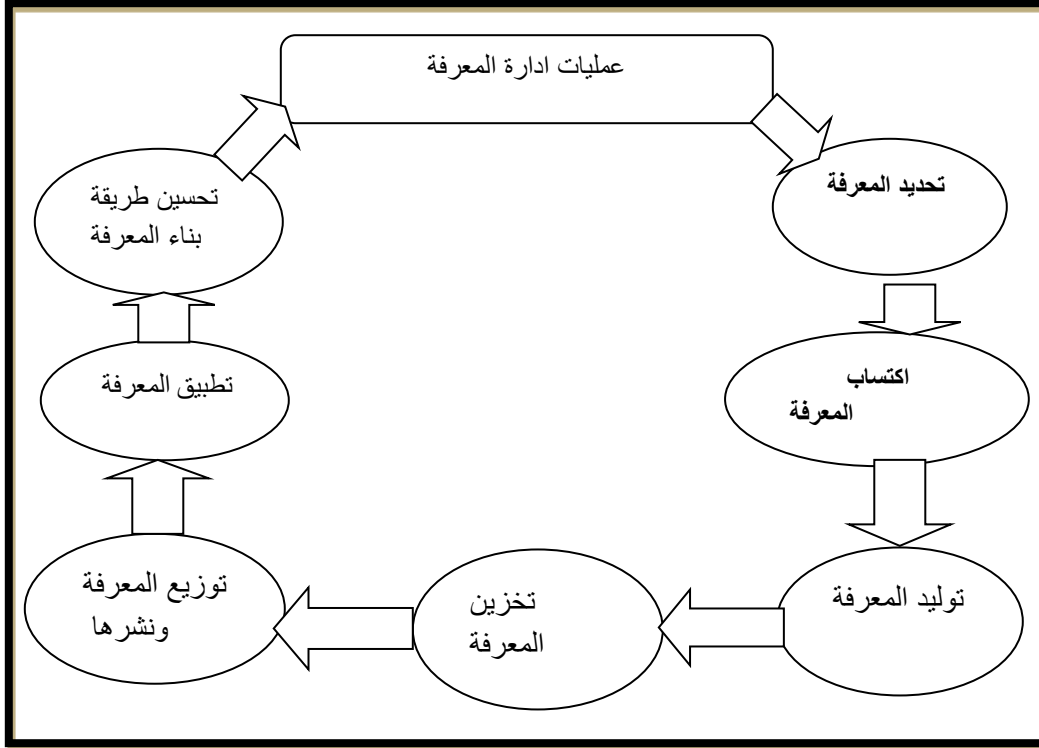 عمليات ادارة المعرفة
تحديد المعرفة
اكتساب
المعرفة
توليد المعرفة
تخزين
المعرفة
توزيع المعرفة
ونشرها
تطبيق المعرفة
تحسين طريقة
بناء المعرفة